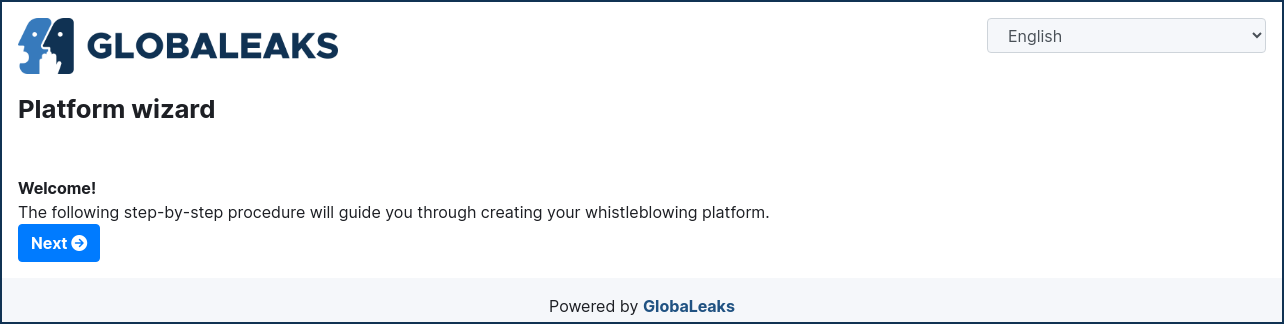 GLOBALEAKS
English
Platform wizard
Welcome!
The following step-by-step procedure will guide you through creating your whistleblowing platform.
Next
Powered by GlobaLeaks